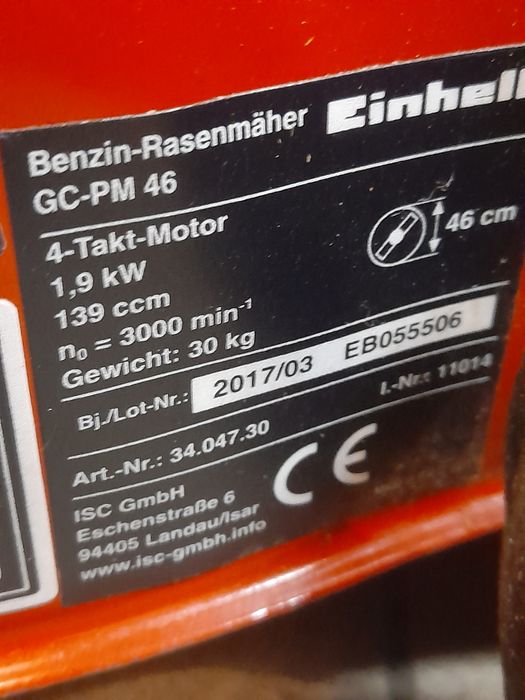 Benzin-Rasenmäher Einhell
GC-PM 46
4-Takt-Motor
1,9 kW
139 ccm
46 cm
n₀ = 3000 min⁻¹
Gewicht: 30 kg
Bj./Lot-Nr.: 2017/03 EB055506
I.-Nr.: 11014
Art.-Nr.: 34.047.30
ISC GmbH
Eschenstraße 6
94405 Landau/Isar
www.isc-gmbh.info
CE